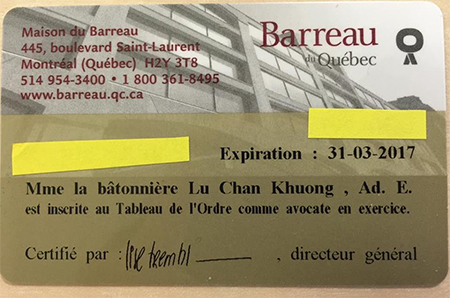 Maison du Barreau
445, boulevard Saint-Laurent
Montréal (Québec) H2Y 3T8
514 954-3400 • 1 800 361-8495
www.barreau.qc.ca
Barreau
du Québec
Expiration : 31-03-2017
Mme la bâtonnière Lu Chan Khuong , Ad. E.
est inscrite au Tableau de l'Ordre comme avocate en exercice.
Certifié par : , directeur général